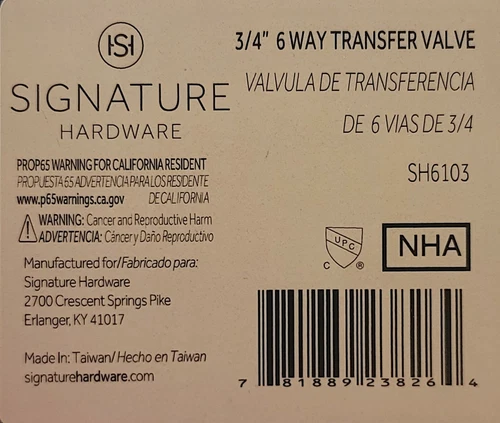 HS
SIGNATURE
HARDWARE
PROP65 WARNING FOR CALIFORNIA RESIDENT
PROPUESTA 65 ADVERTENCIA PARA LOS RESIDENTE
www.p65warnings.ca.gov DE CALIFORNIA
WARNING: Cancer and Reproductive Harm
ADVERTENCIA: Cáncer y Daño Reproductivo
Manufactured for/Fabricado para:
Signature Hardware
2700 Crescent Springs Pike
Erlanger, KY 41017
Made In: Taiwan/Hecho en Taiwan
signaturehardware.com
3/4" 6 WAY TRANSFER VALVE
VALVULA DE TRANSFERENCIA
DE 6 VIAS DE 3/4
SH6103
UPC
C ®
NHA
7 81889 23826 4